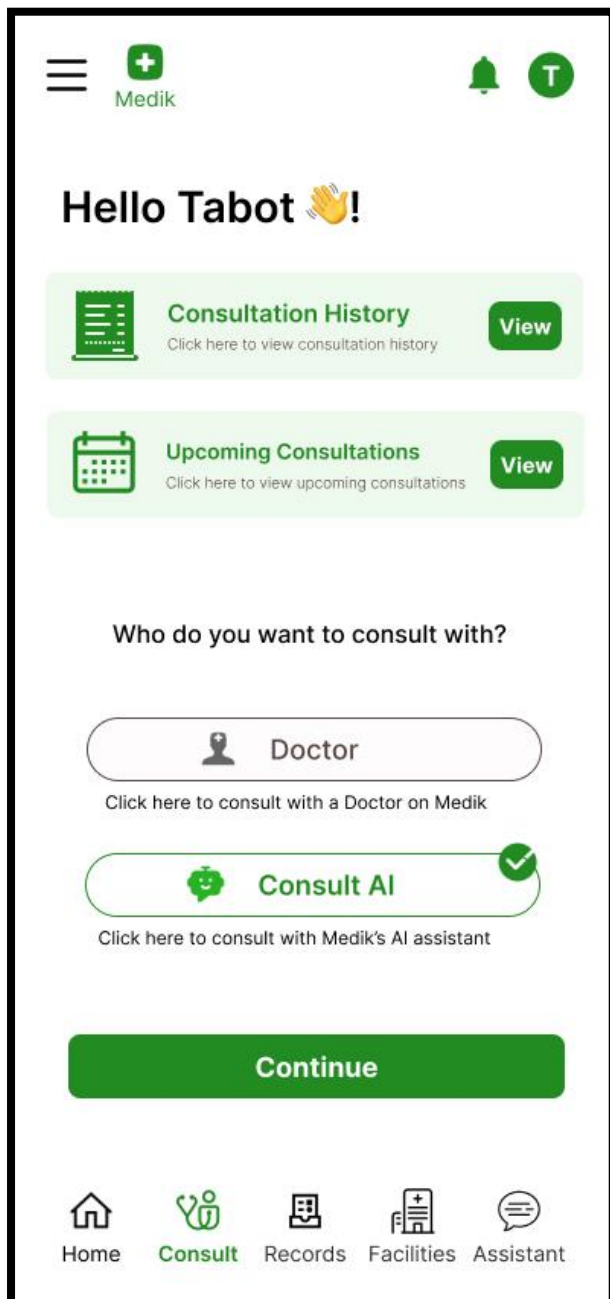 Medik
T
Hello Tabot 👋!
Consultation History
Click here to view consultation history
View
Upcoming Consultations
Click here to view upcoming consultations
View
Who do you want to consult with?
Doctor
Click here to consult with a Doctor on Medik
Consult AI
Click here to consult with Medik's AI assistant
Continue
Home Consult Records Facilities Assistant